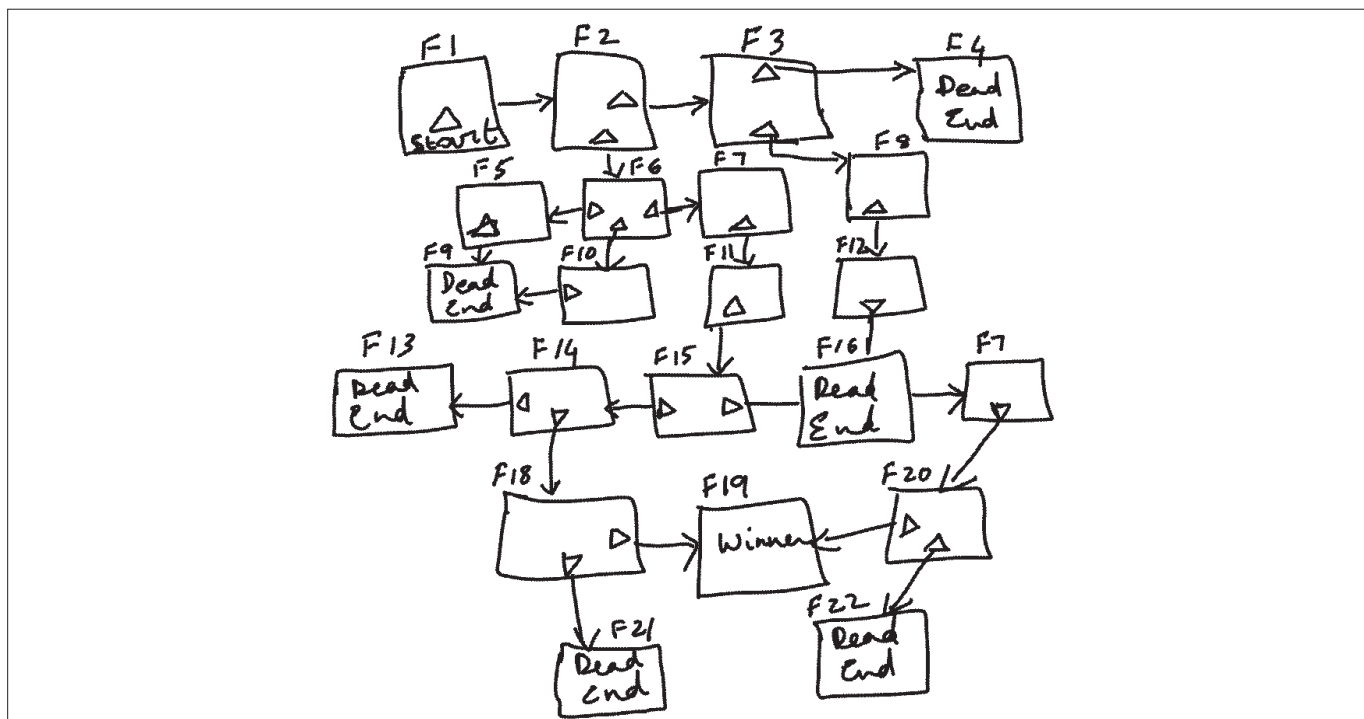 F1
F2
F3
F4
Start
Dead
End
F5
F6
F7
F8
F9
Dead
End
F10
F11
F12
F13
Dead
End
F14
F15
F16
Dead
End
F7
F18
F19
Winner
F20
F21
Dead
End
F22
Dead
End